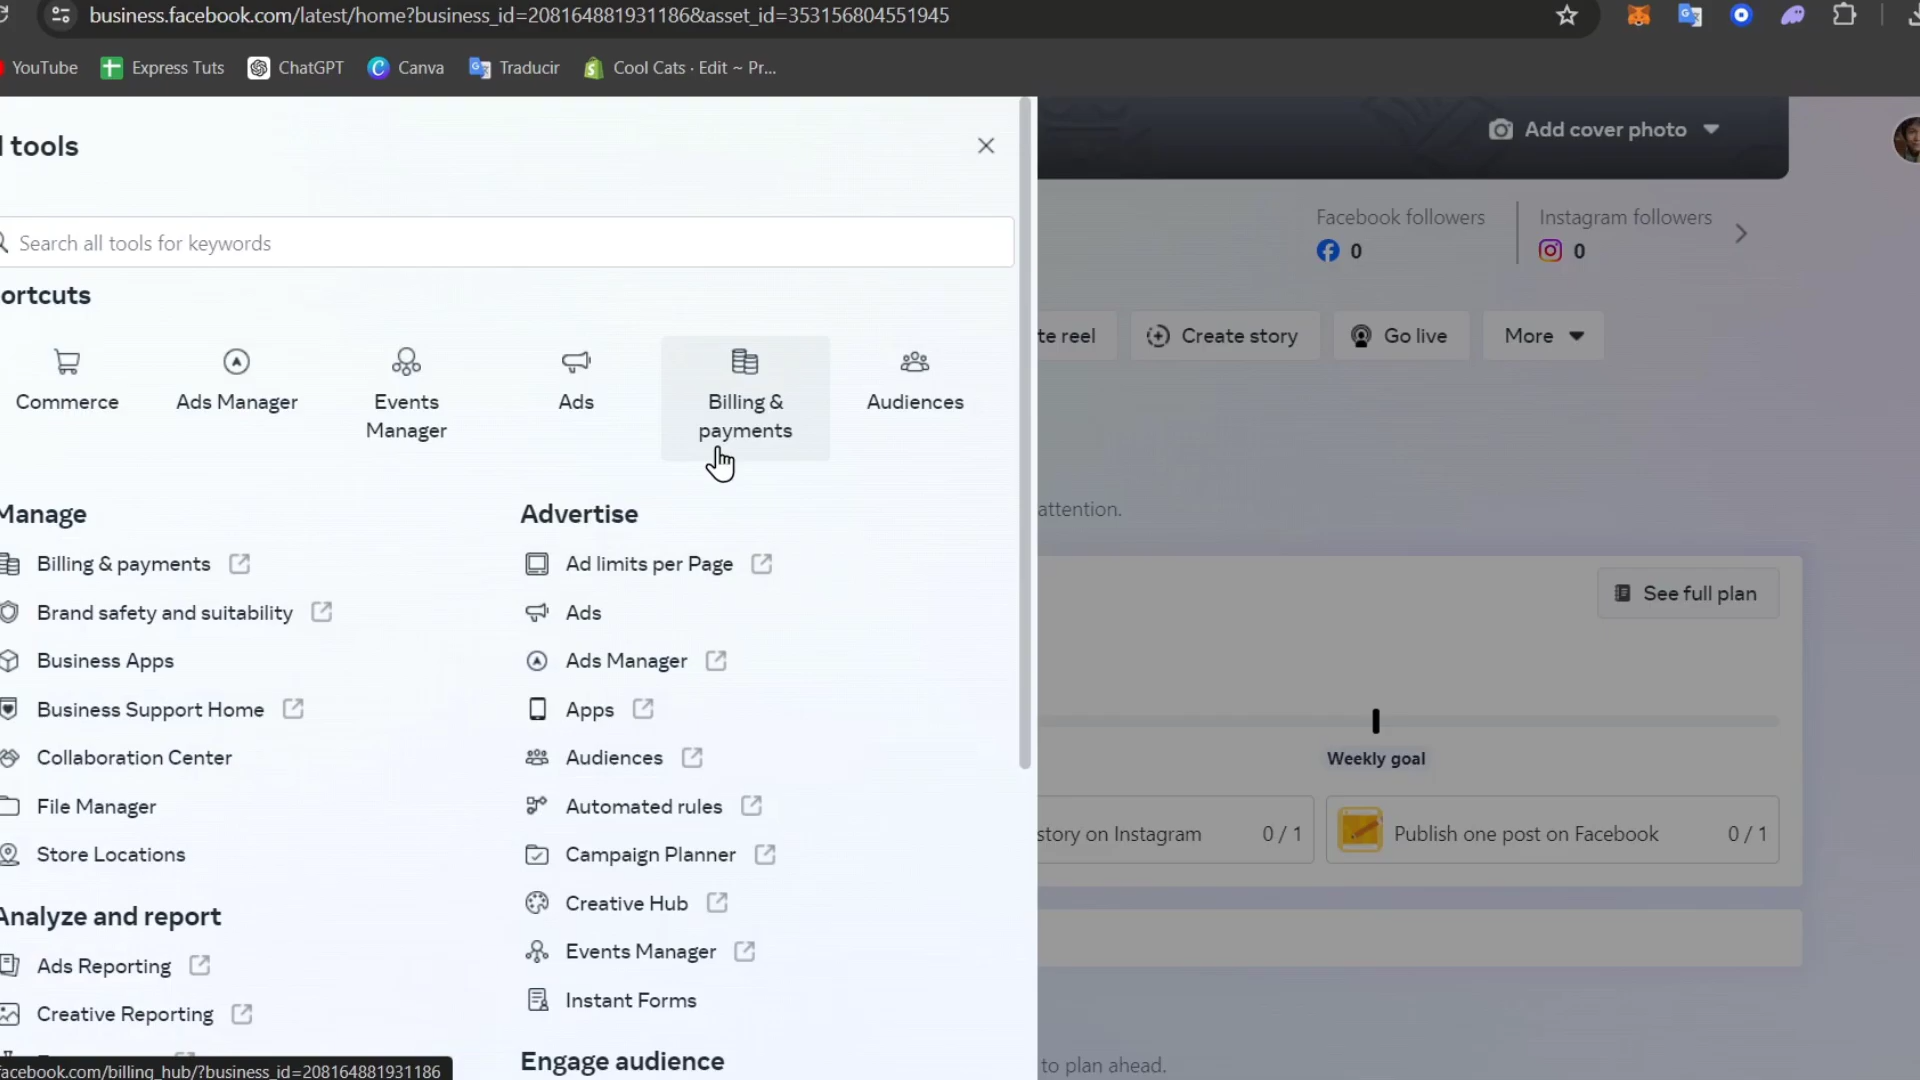 business.facebook.com/latest/home?business_id=208164881931186&asset_id=353156804551945
YouTube Express Tuts ChatGPT Canva Traducir Cool Cats · Edit ~ Pr...
l tools
Add cover photo
Search all tools for keywords
Facebook followers
0
Instagram followers
0
ortcuts
Commerce
Ads Manager
Events
Manager
Ads
Billing &
payments
Audiences
te reel
Create story
Go live
More
attention.
Manage
Billing & payments
Brand safety and suitability
Business Apps
Business Support Home
Collaboration Center
File Manager
Store Locations
Analyze and report
Ads Reporting
Creative Reporting
Advertise
Ad limits per Page
Ads
Ads Manager
Apps
Audiences
Automated rules
Campaign Planner
Creative Hub
Events Manager
Instant Forms
Engage audience
See full plan
Weekly goal
story on Instagram 0 / 1
Publish one post on Facebook 0 / 1
to plan ahead.
facebook.com/billing_hub/?business_id=208164881931186